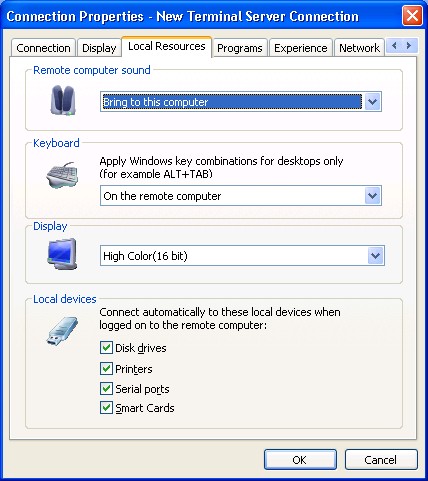 Connection Properties - New Terminal Server Connection
Connection Display Local Resources Programs Experience Network
Remote computer sound
Bring to this computer
Keyboard
Apply Windows key combinations for desktops only
(for example ALT+TAB)
On the remote computer
Display
High Color(16 bit)
Local devices
Connect automatically to these local devices when
logged on to the remote computer:
Disk drives
Printers
Serial ports
Smart Cards
OK Cancel